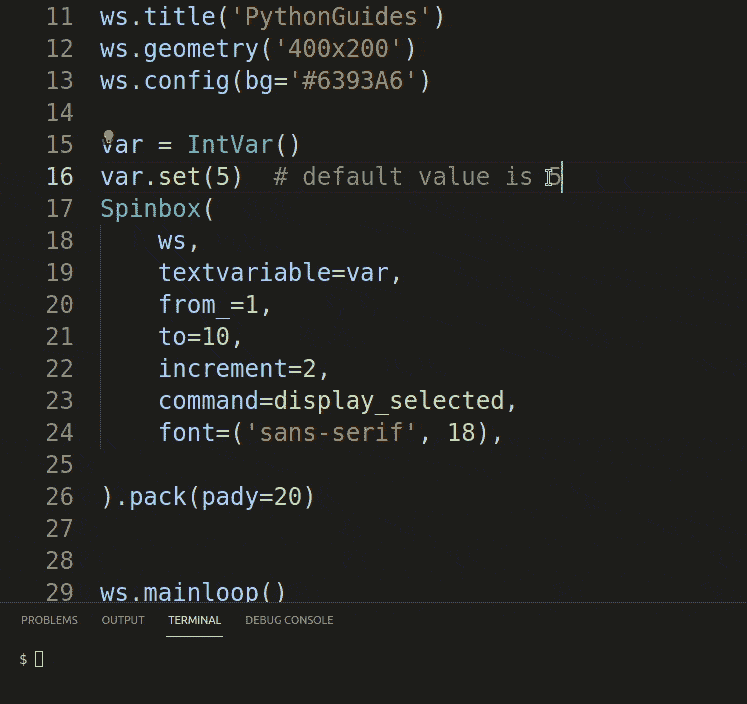 11 ws.title('PythonGuides')
12 ws.geometry('400x200')
13 ws.config(bg='#6393A6')
14
15 var = IntVar()
16 var.set(5)  # default value is 5
17 Spinbox(
18     ws,
19     textvariable=var,
20     from_=1,
21     to=10,
22     increment=2,
23     command=display_selected,
24     font=('sans-serif', 18),
25
26 ).pack(pady=20)
27
28
29 ws.mainloop()
PROBLEMS OUTPUT TERMINAL DEBUG CONSOLE
$